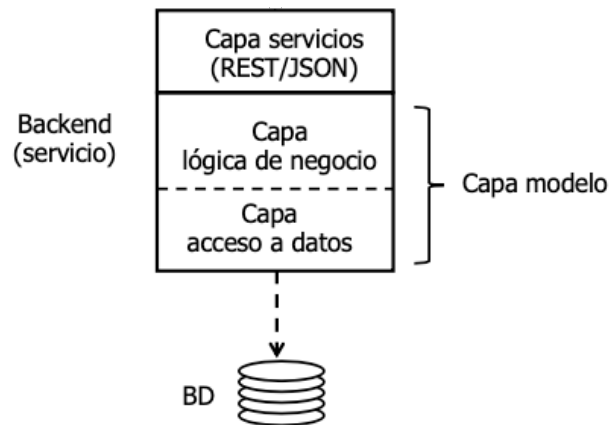 Capa servicios
(REST/JSON)
Backend
(servicio)
Capa
lógica de negocio
Capa modelo
Capa
acceso a datos
BD